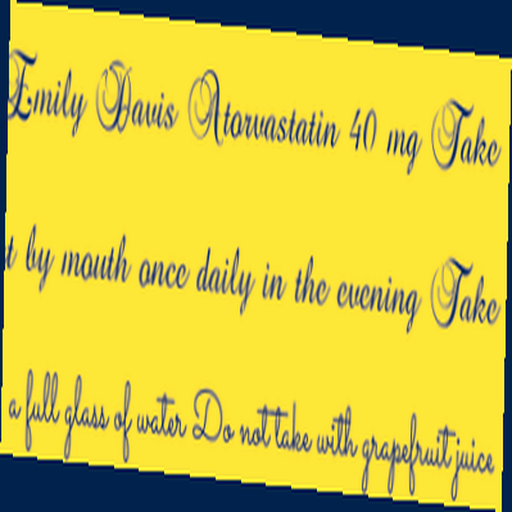 Emily Davis Atorvastatin 40 mg Take
by mouth once daily in the evening Take
a full glass of water Do not take with grapefruit juice